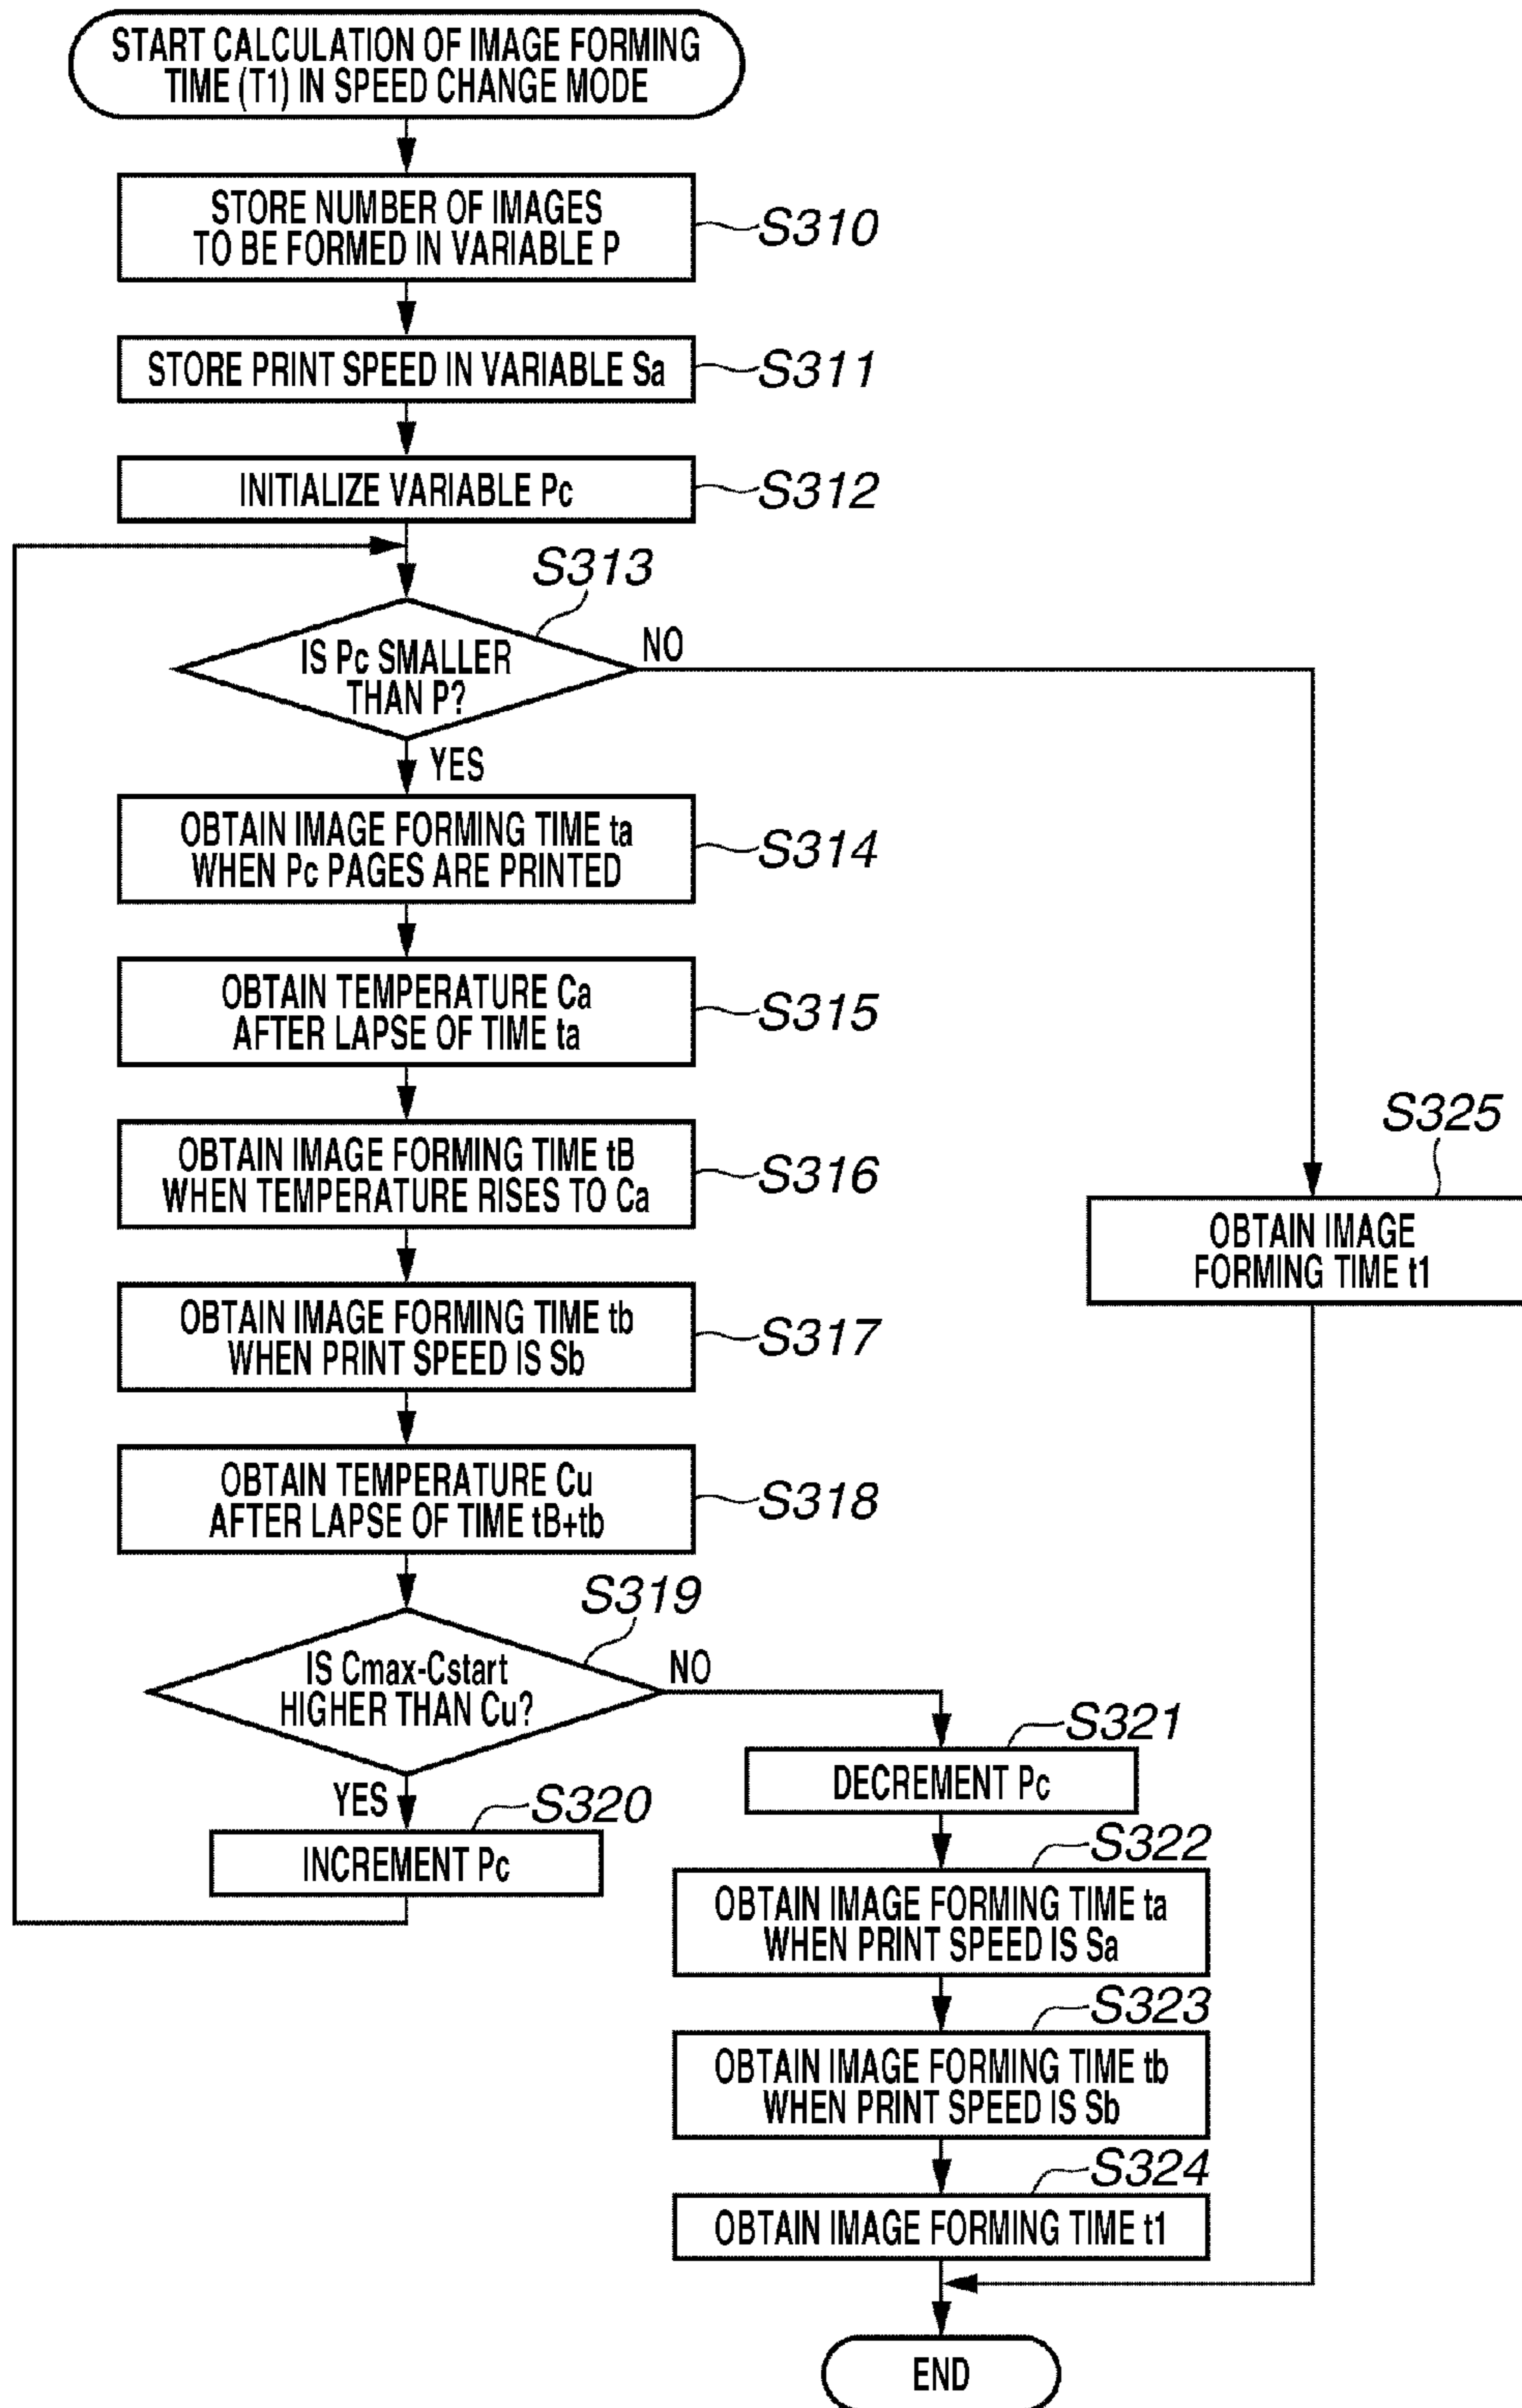 START CALCULATION OF IMAGE FORMING
TIME (T1) IN SPEED CHANGE MODE
STORE NUMBER OF IMAGES
TO BE FORMED IN VARIABLE P
S310
STORE PRINT SPEED IN VARIABLE Sa
S311
INITIALIZE VARIABLE Pc
S312
S313
IS Pc SMALLER
THAN P?
NO
YES
OBTAIN IMAGE FORMING TIME ta
WHEN Pc PAGES ARE PRINTED
S314
OBTAIN TEMPERATURE Ca
AFTER LAPSE OF TIME ta
S315
OBTAIN IMAGE FORMING TIME tB
WHEN TEMPERATURE RISES TO Ca
S316
S325
OBTAIN IMAGE
FORMING TIME t1
OBTAIN IMAGE FORMING TIME tb
WHEN PRINT SPEED IS Sb
S317
OBTAIN TEMPERATURE Cu
AFTER LAPSE OF TIME tB+tb
S318
S319
IS Cmax-Cstart
HIGHER THAN Cu?
NO
YES
S320
INCREMENT Pc
S321
DECREMENT Pc
S322
OBTAIN IMAGE FORMING TIME ta
WHEN PRINT SPEED IS Sa
S323
OBTAIN IMAGE FORMING TIME tb
WHEN PRINT SPEED IS Sb
S324
OBTAIN IMAGE FORMING TIME t1
END